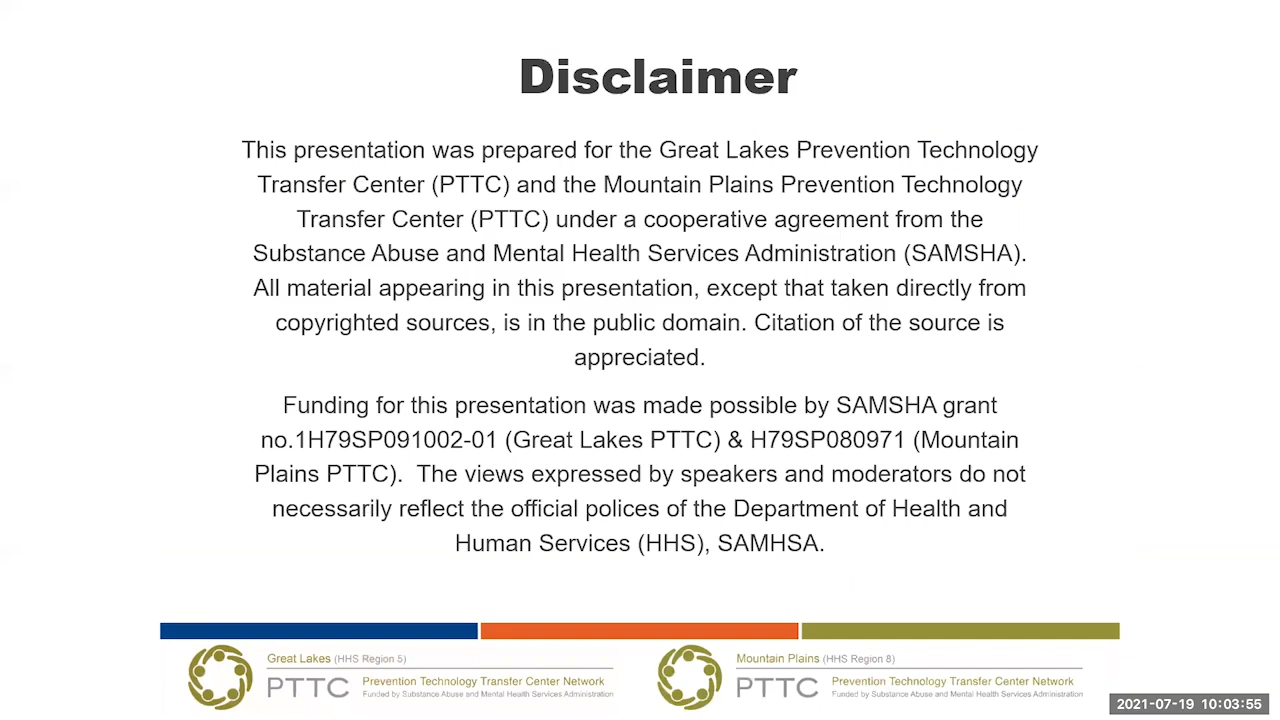 Disclaimer
This presentation was prepared for the Great Lakes Prevention Technology
Transfer Center (PTTC) and the Mountain Plains Prevention Technology
Transfer Center (PTTC) under a cooperative agreement from the
Substance Abuse and Mental Health Services Administration (SAMSHA).
All material appearing in this presentation, except that taken directly from
copyrighted sources, is in the public domain. Citation of the source is
appreciated.
Funding for this presentation was made possible by SAMSHA grant
no.1H79SP091002-01 (Great Lakes PTTC) & H79SP080971 (Mountain
Plains PTTC).  The views expressed by speakers and moderators do not
necessarily reflect the official polices of the Department of Health and
Human Services (HHS), SAMHSA.
Great Lakes (HHS Region 5)
PTTC
Prevention Technology Transfer Center Network
Funded by Substance Abuse and Mental Health Services Administration
Mountain Plains (HHS Region 8)
PTTC
Prevention Technology Transfer Center Network
Funded by Substance Abuse and Mental Health Services Administration
2021-07-19 10:03:55